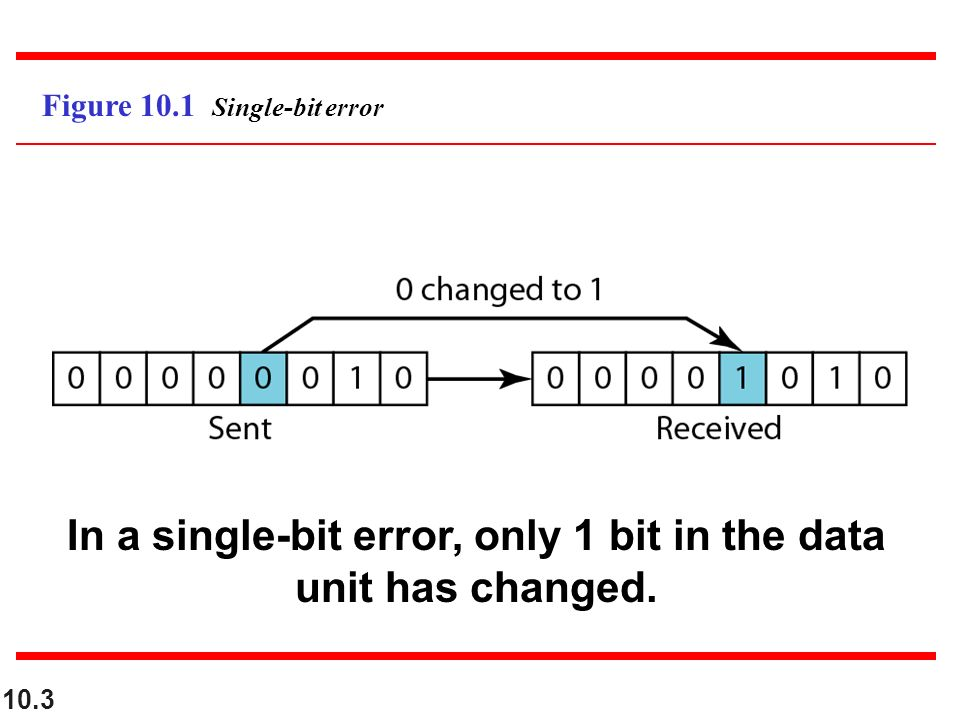 Figure 10.1 Single-bit error
0 changed to 1
0 0 0 0 0 0 1 0 0 0 0 0 1 0 1 0
Sent Received
In a single-bit error, only 1 bit in the data
unit has changed.
10.3